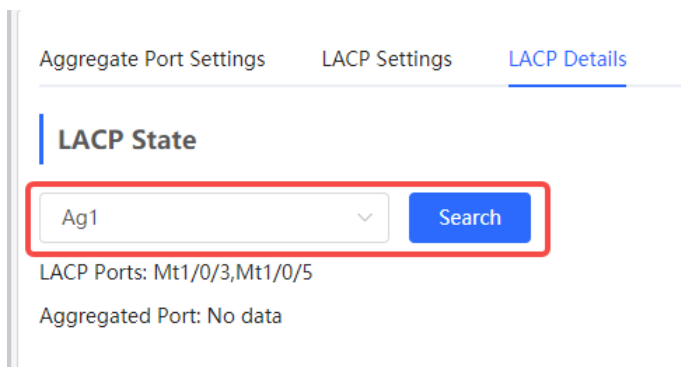 Aggregate Port Settings LACP Settings LACP Details
LACP State
Ag1 Search
LACP Ports: Mt1/0/3,Mt1/0/5
Aggregated Port: No data